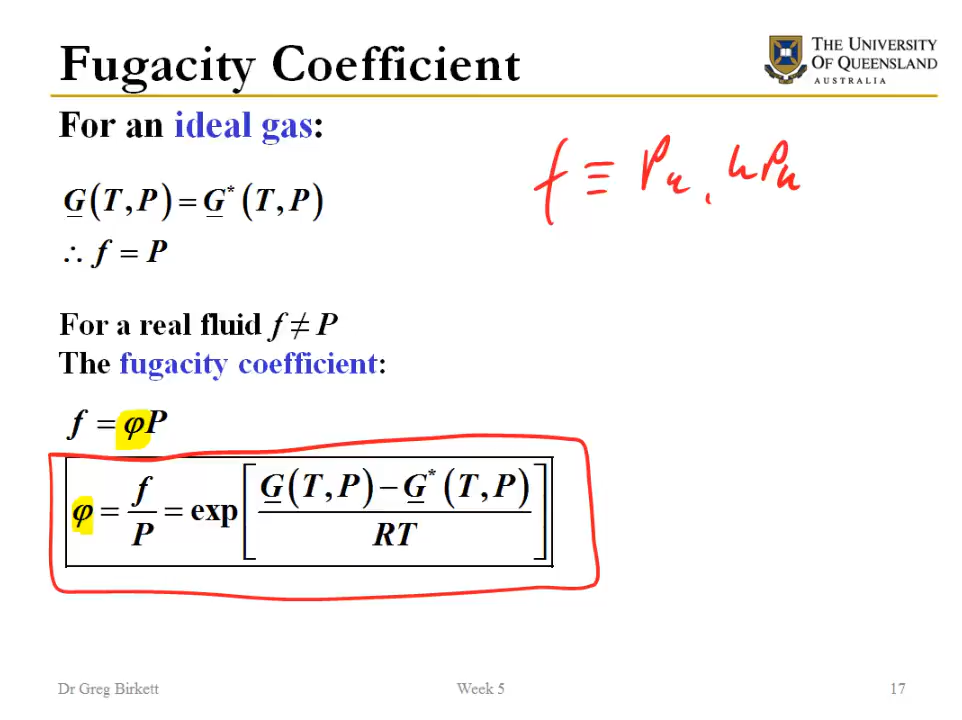 Fugacity Coefficient
THE UNIVERSITY
OF QUEENSLAND
AUSTRALIA
For an ideal gas:
f ≡ Pa, kPa
G(T,P) = G*(T,P)
∴ f = P
For a real fluid f ≠ P
The fugacity coefficient:
f = φP
φ = f/P = exp[(G(T,P) − G*(T,P))/RT]
Dr Greg Birkett
Week 5
17